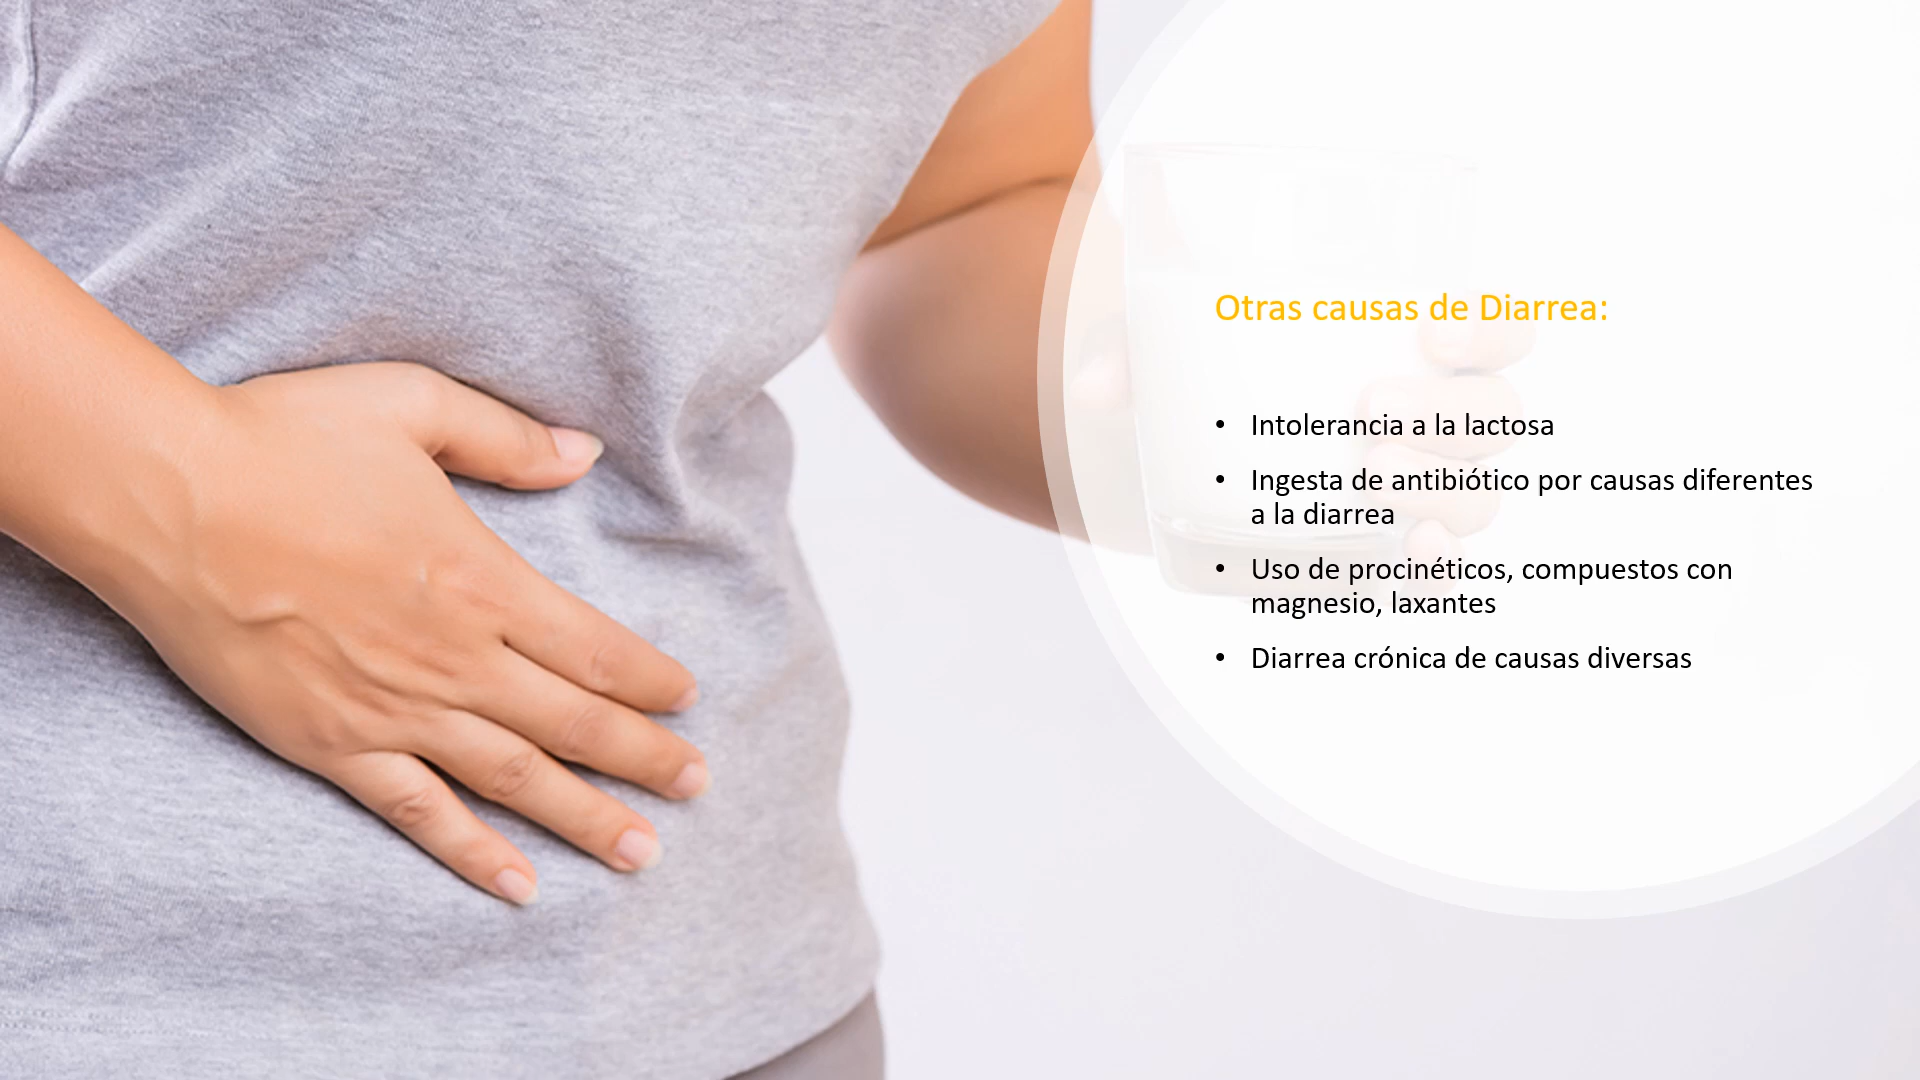 Otras causas de Diarrea:
• Intolerancia a la lactosa
• Ingesta de antibiótico por causas diferentes
a la diarrea
• Uso de procinéticos, compuestos con
magnesio, laxantes
• Diarrea crónica de causas diversas